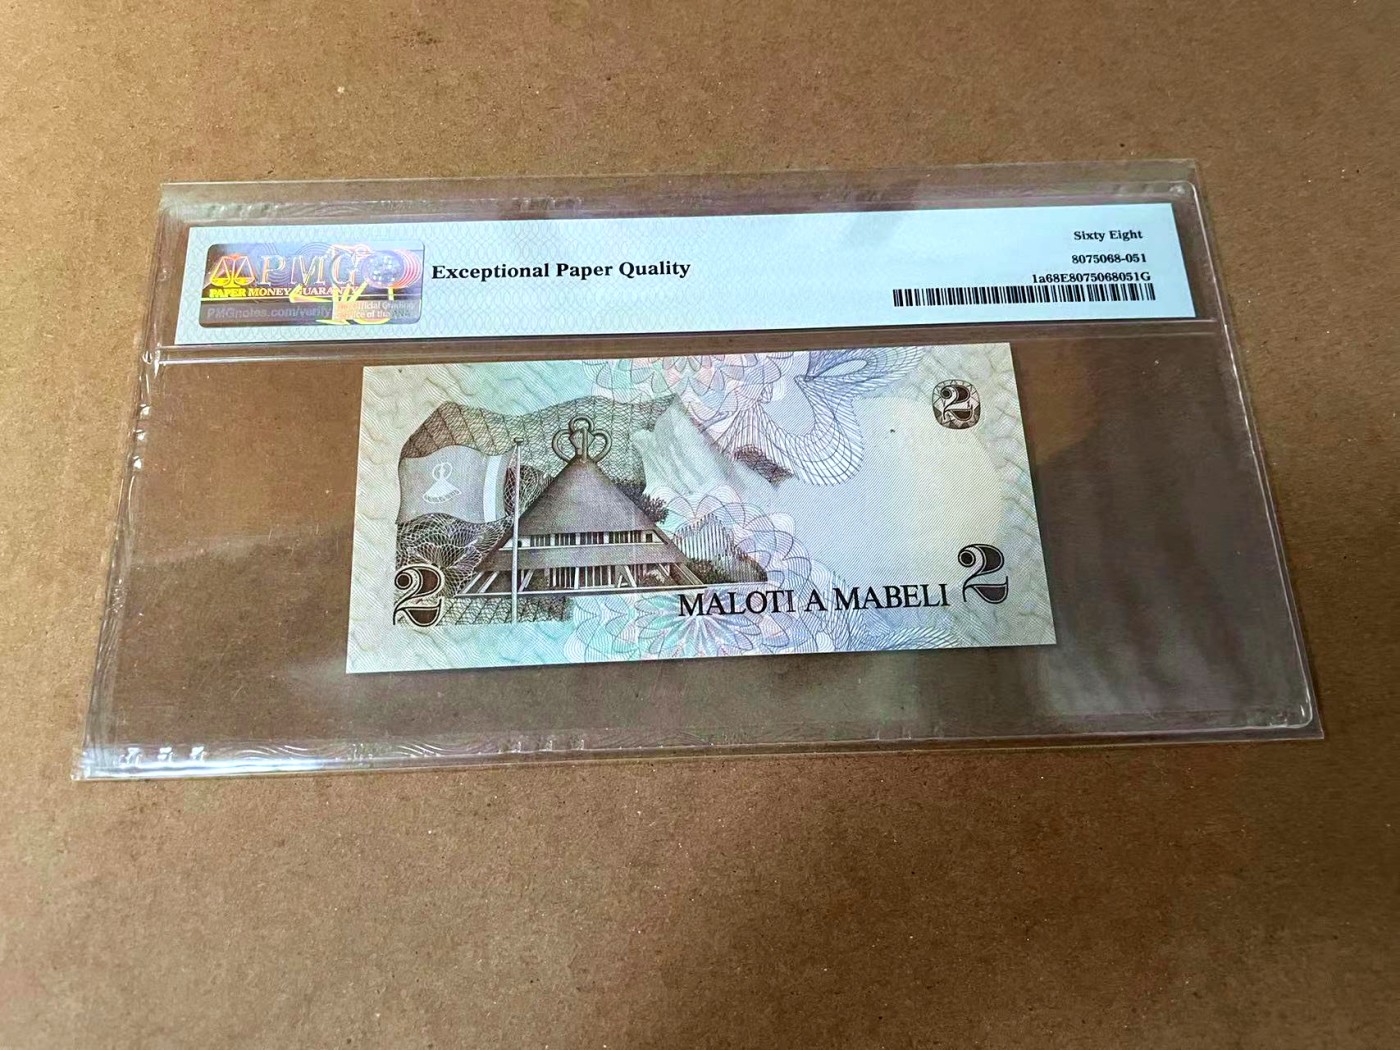 PMG
PAPER MONEY GUARANTY
PMGnotes.com/verify
Exceptional Paper Quality
Sixty Eight
8075068-051
1a68E8075068051G
2
2
MALOTI A MABELI
2